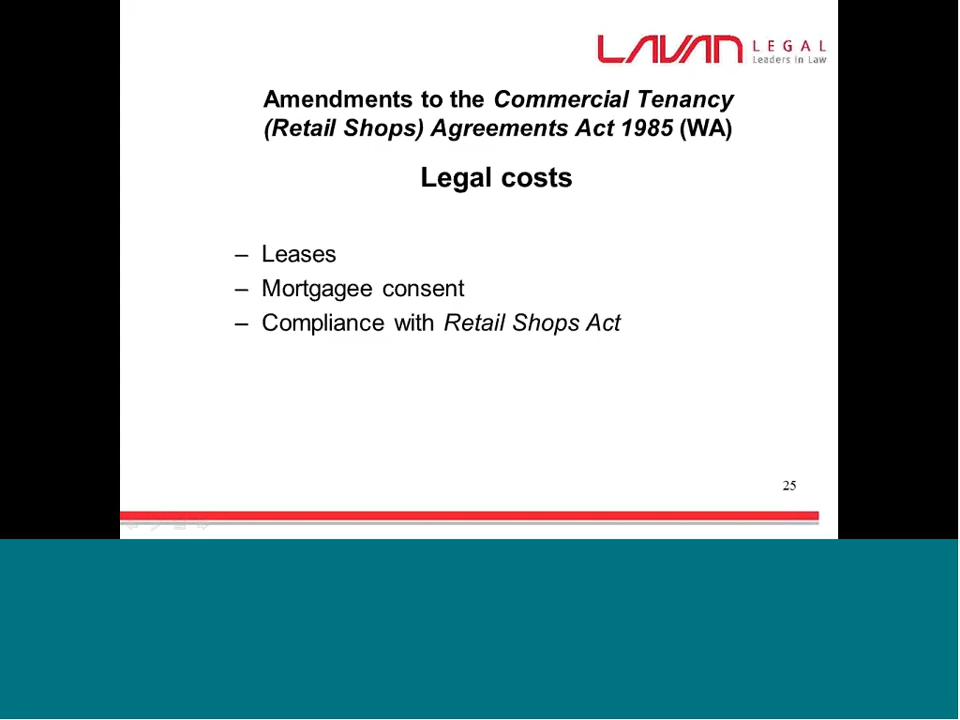 LAVAN LEGAL
Leaders in Law
Amendments to the Commercial Tenancy
(Retail Shops) Agreements Act 1985 (WA)
Legal costs
– Leases
– Mortgagee consent
– Compliance with Retail Shops Act
25